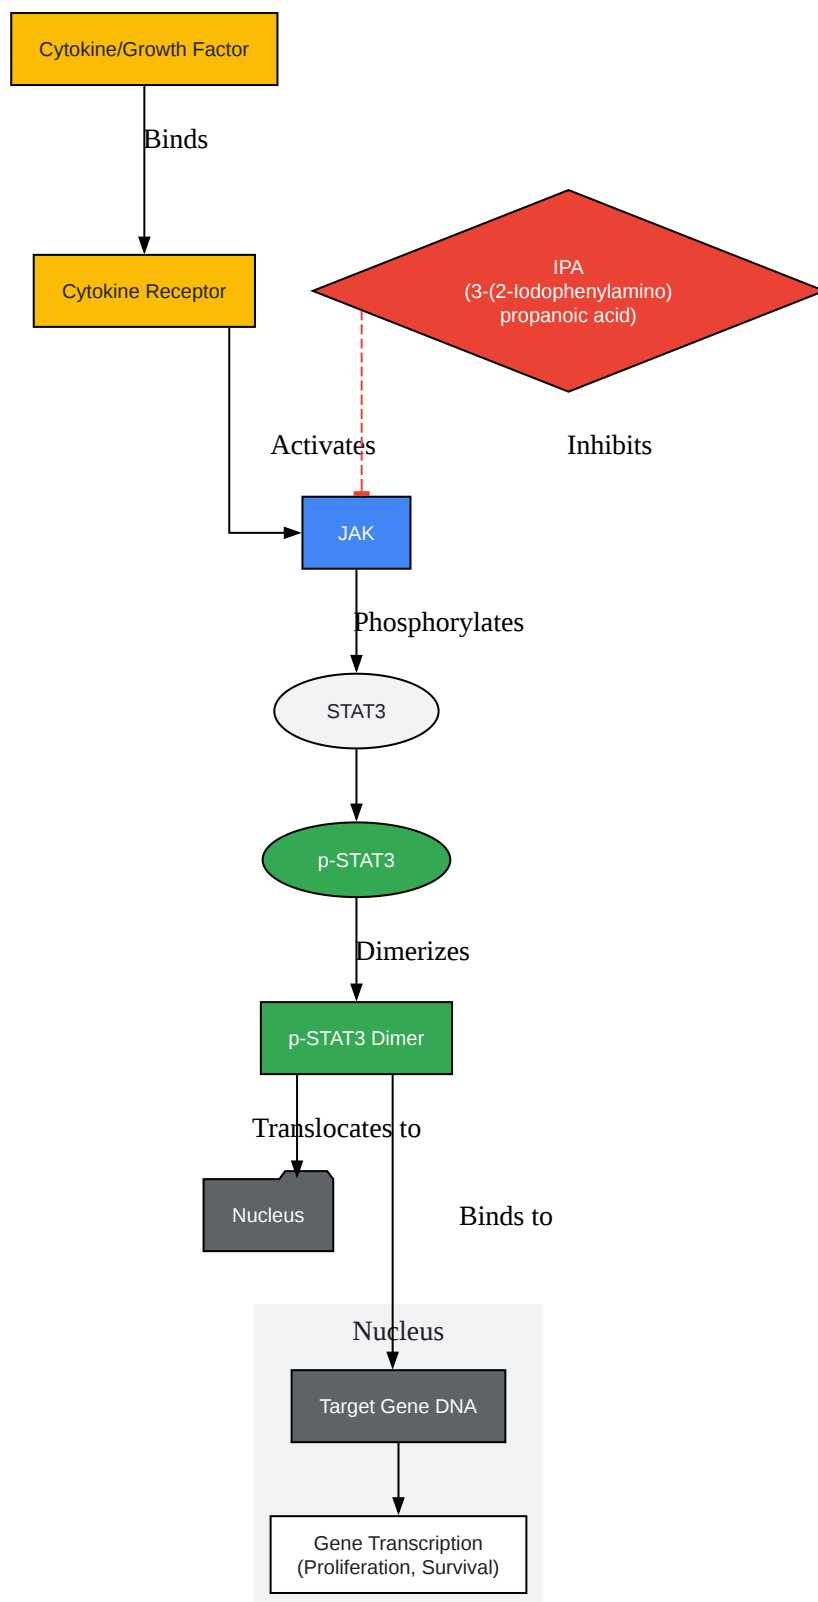 Cytokine/Growth Factor
Binds
Cytokine Receptor
IPA
(3-(2-Iodophenylamino)
propanoic acid)
Activates
Inhibits
JAK
Phosphorylates
STAT3
p-STAT3
Dimerizes
p-STAT3 Dimer
Translocates to
Nucleus
Binds to
Nucleus
Target Gene DNA
Gene Transcription
(Proliferation, Survival)